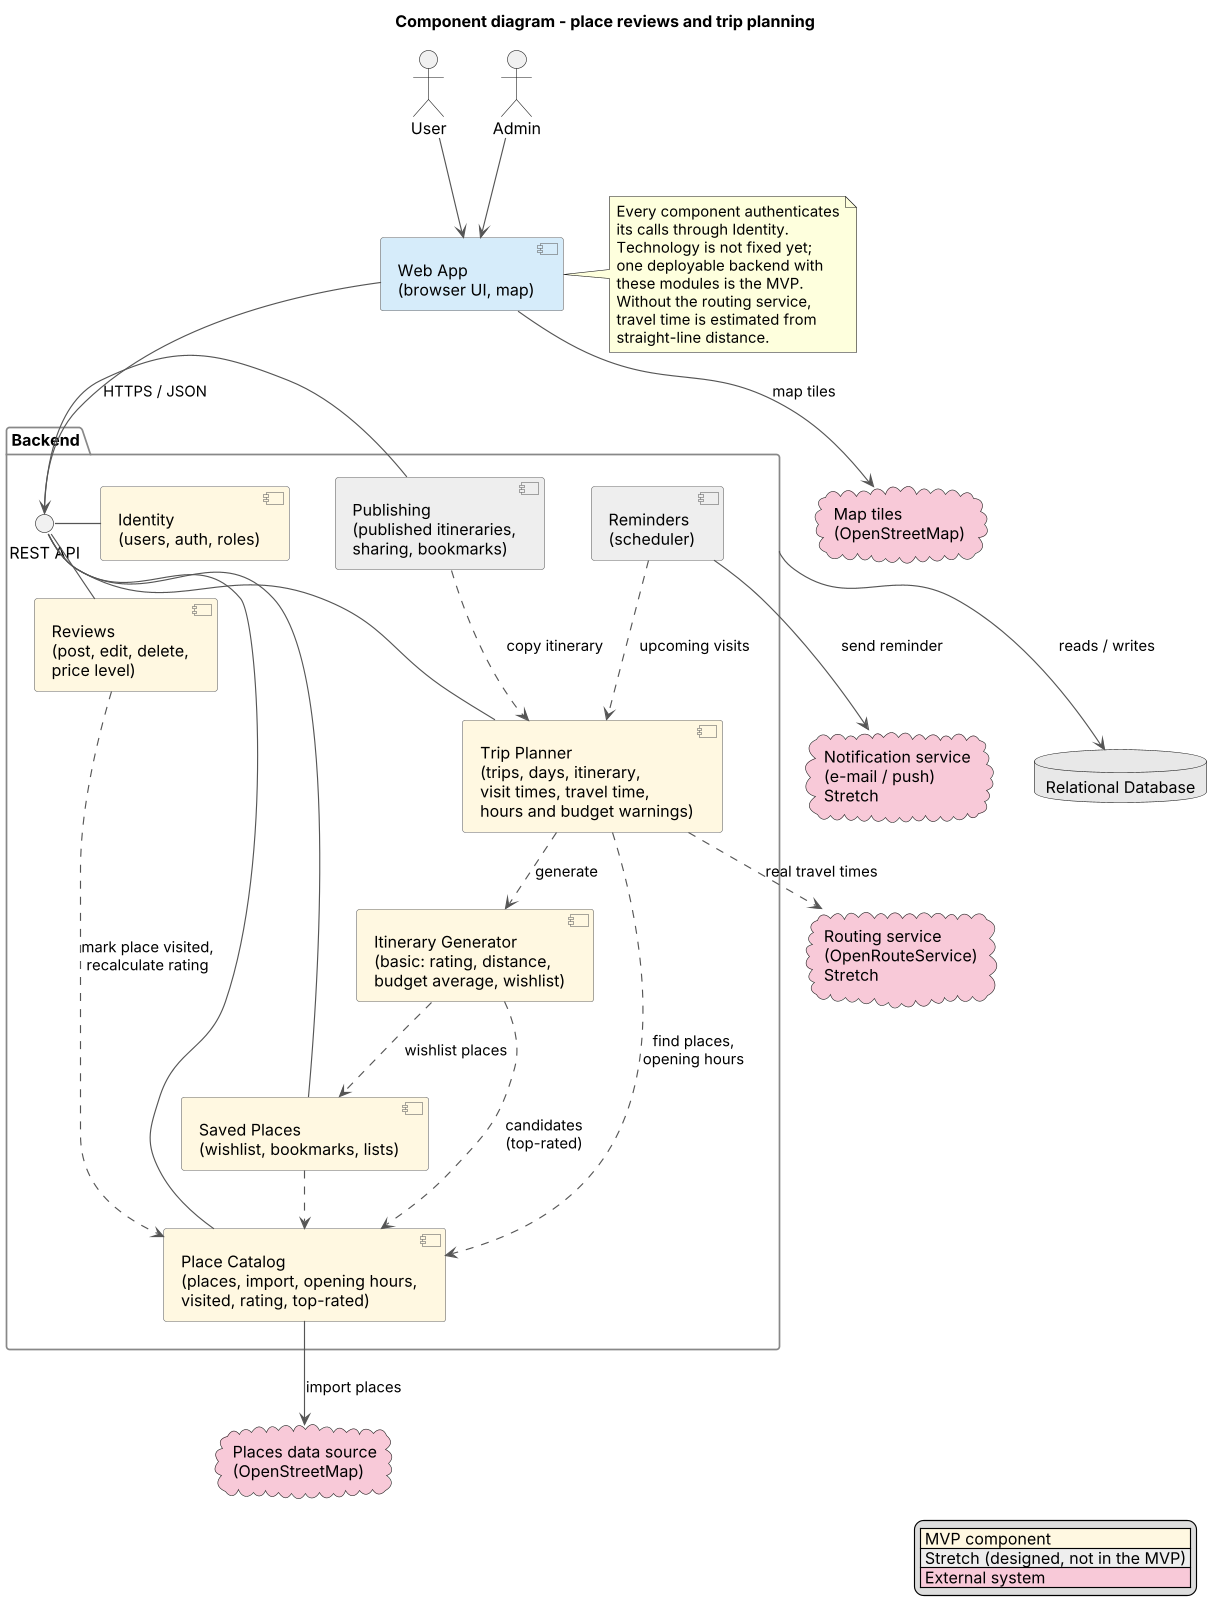 Component diagram - place reviews and trip planning
User
Admin
Web App
(browser UI, map)
Every component authenticates
its calls through Identity.
Technology is not fixed yet;
one deployable backend with
these modules is the MVP.
Without the routing service,
travel time is estimated from
straight-line distance.
HTTPS / JSON
map tiles
Backend
REST API
Identity
(users, auth, roles)
Publishing
(published itineraries,
sharing, bookmarks)
Reminders
(scheduler)
Map tiles
(OpenStreetMap)
Reviews
(post, edit, delete,
price level)
copy itinerary
upcoming visits
send reminder
reads / writes
Trip Planner
(trips, days, itinerary,
visit times, travel time,
hours and budget warnings)
Notification service
(e-mail / push)
Stretch
Relational Database
generate
real travel times
mark place visited,
recalculate rating
Itinerary Generator
(basic: rating, distance,
budget average, wishlist)
Routing service
(OpenRouteService)
Stretch
wishlist places
find places,
opening hours
candidates
(top-rated)
Saved Places
(wishlist, bookmarks, lists)
Place Catalog
(places, import, opening hours,
visited, rating, top-rated)
import places
Places data source
(OpenStreetMap)
MVP component
Stretch (designed, not in the MVP)
External system